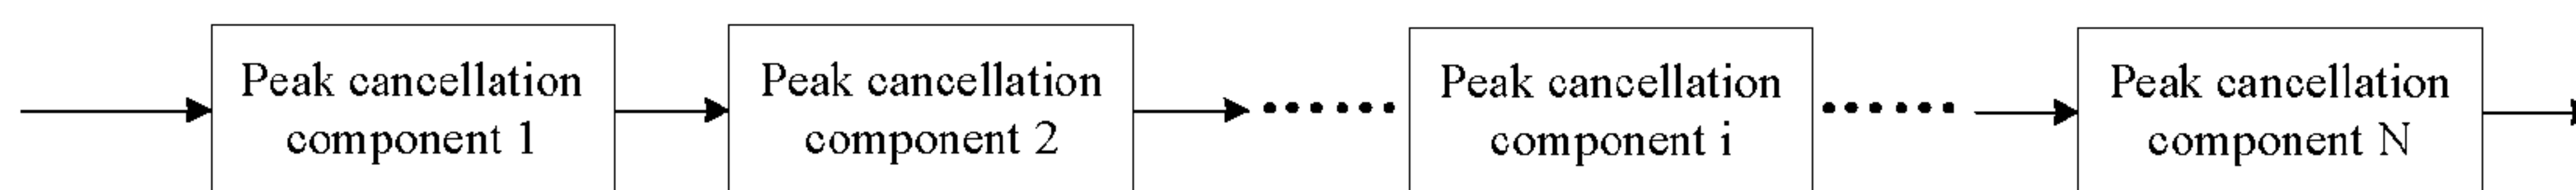 Peak cancellation
component 1
Peak cancellation
component 2
Peak cancellation
component i
Peak cancellation
component N